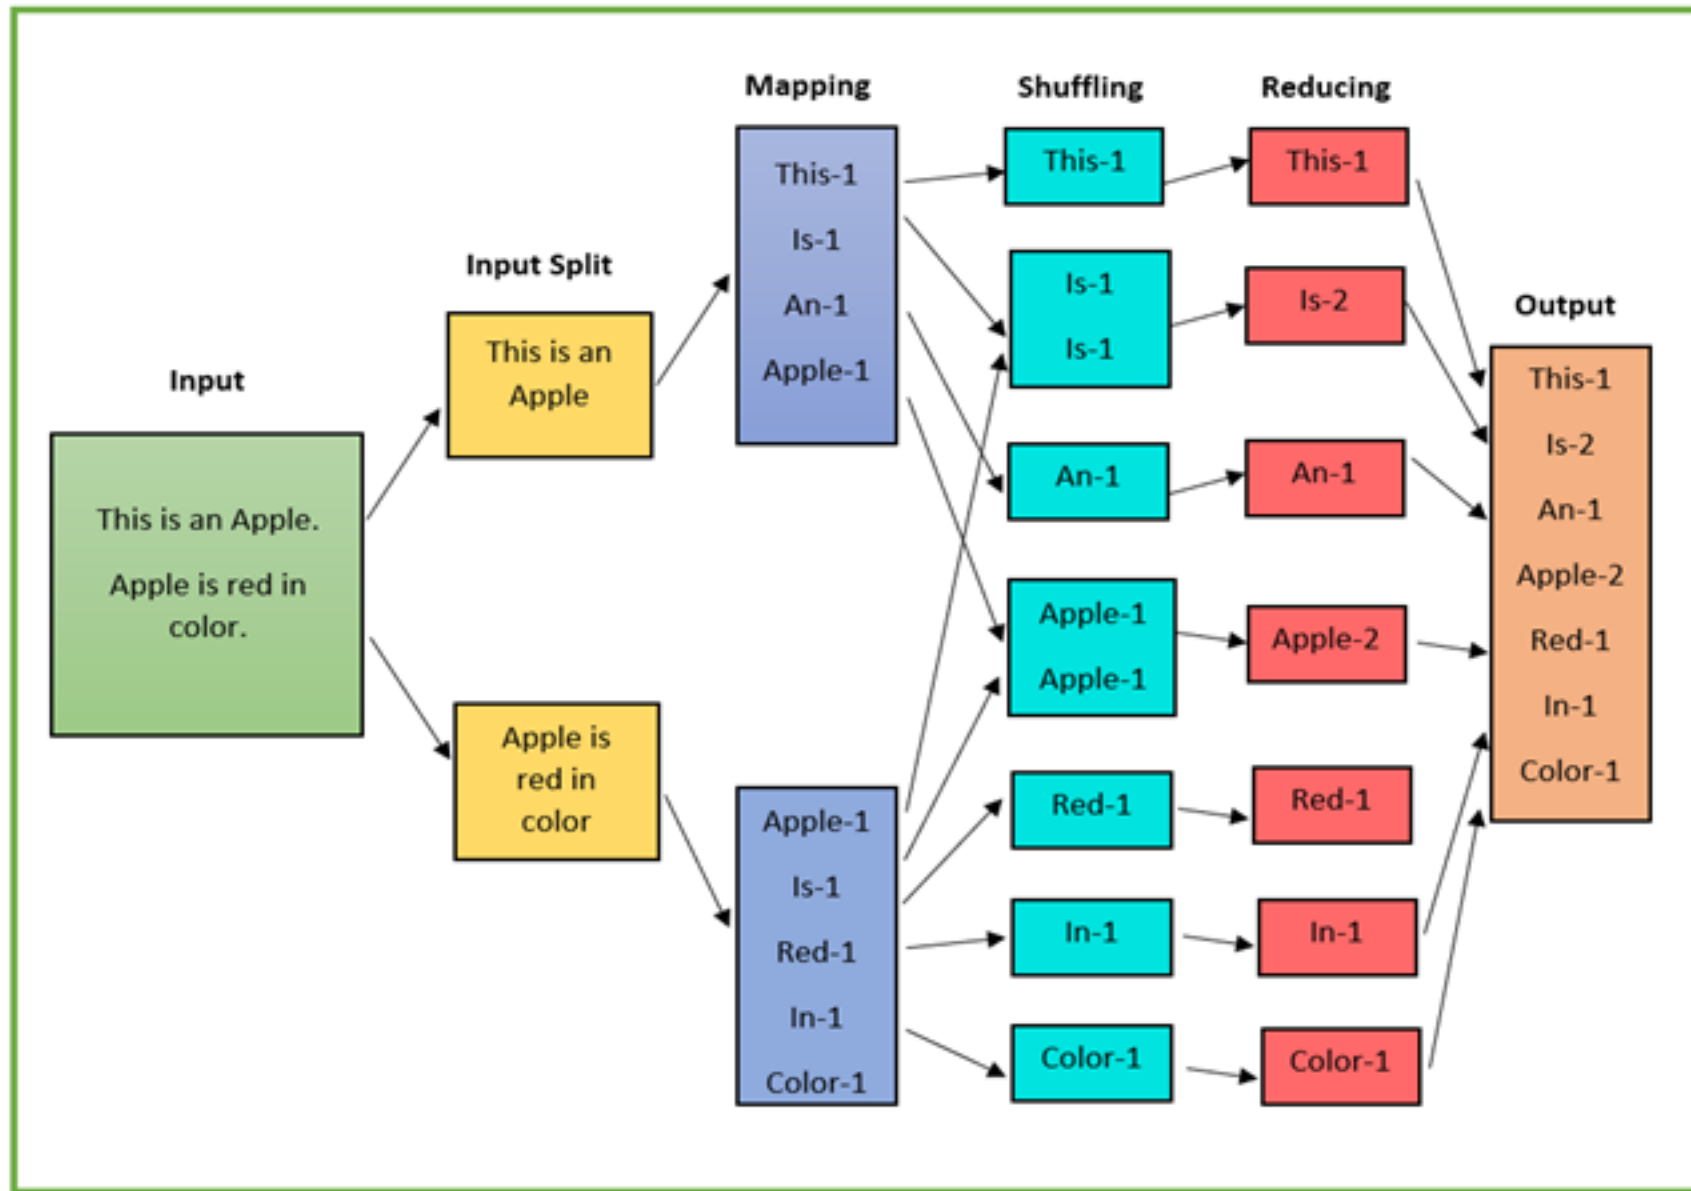 Input
This is an Apple.
Apple is red in
color.
Input Split
This is an
Apple
Apple is
red in
color
Mapping
This-1
Is-1
An-1
Apple-1
Apple-1
Is-1
Red-1
In-1
Color-1
Shuffling
This-1
Is-1
Is-1
An-1
Apple-1
Apple-1
Red-1
In-1
Color-1
Reducing
This-1
Is-2
An-1
Apple-2
Red-1
In-1
Color-1
Output
This-1
Is-2
An-1
Apple-2
Red-1
In-1
Color-1